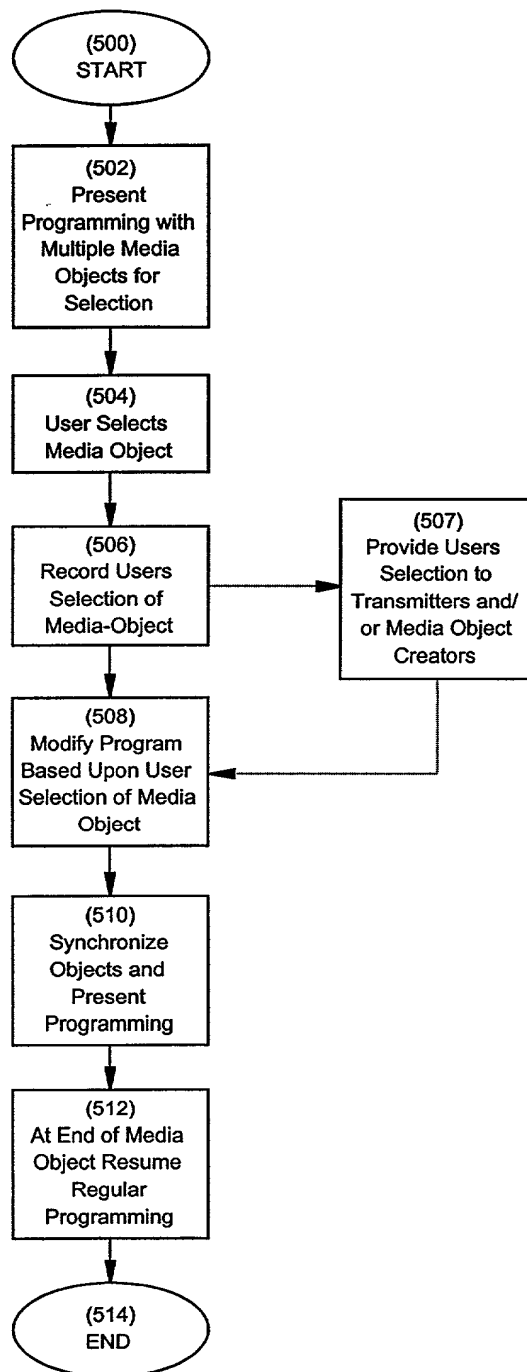 (500)
START
(502)
Present
Programming with
Multiple Media
Objects for
Selection
(504)
User Selects
Media Object
(506)
Record Users
Selection of
Media-Object
(507)
Provide Users
Selection to
Transmitters and/
or Media Object
Creators
(508)
Modify Program
Based Upon User
Selection of Media
Object
(510)
Synchronize
Objects and
Present
Programming
(512)
At End of Media
Object Resume
Regular
Programming
(514)
END